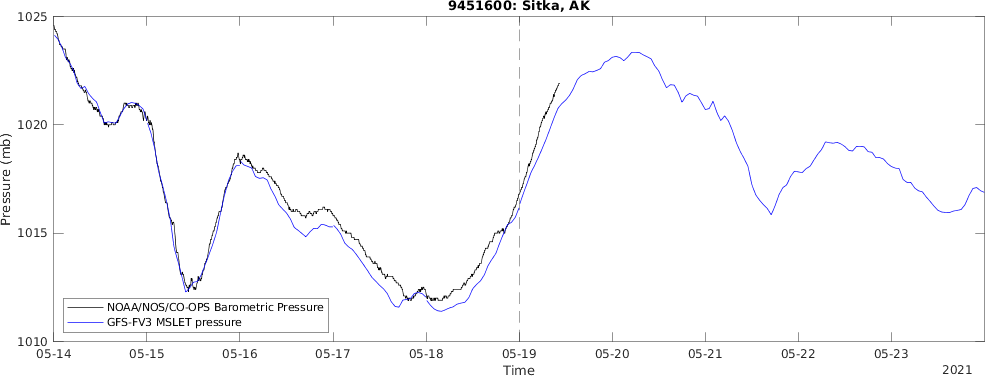 9451600: Sitka, AK
1025
1020
1015
1010
Pressure (mb)
NOAA/NOS/CO-OPS Barometric Pressure
GFS-FV3 MSLET pressure
05-14 05-15 05-16 05-17 05-18 05-19 05-20 05-21 05-22 05-23
Time
2021